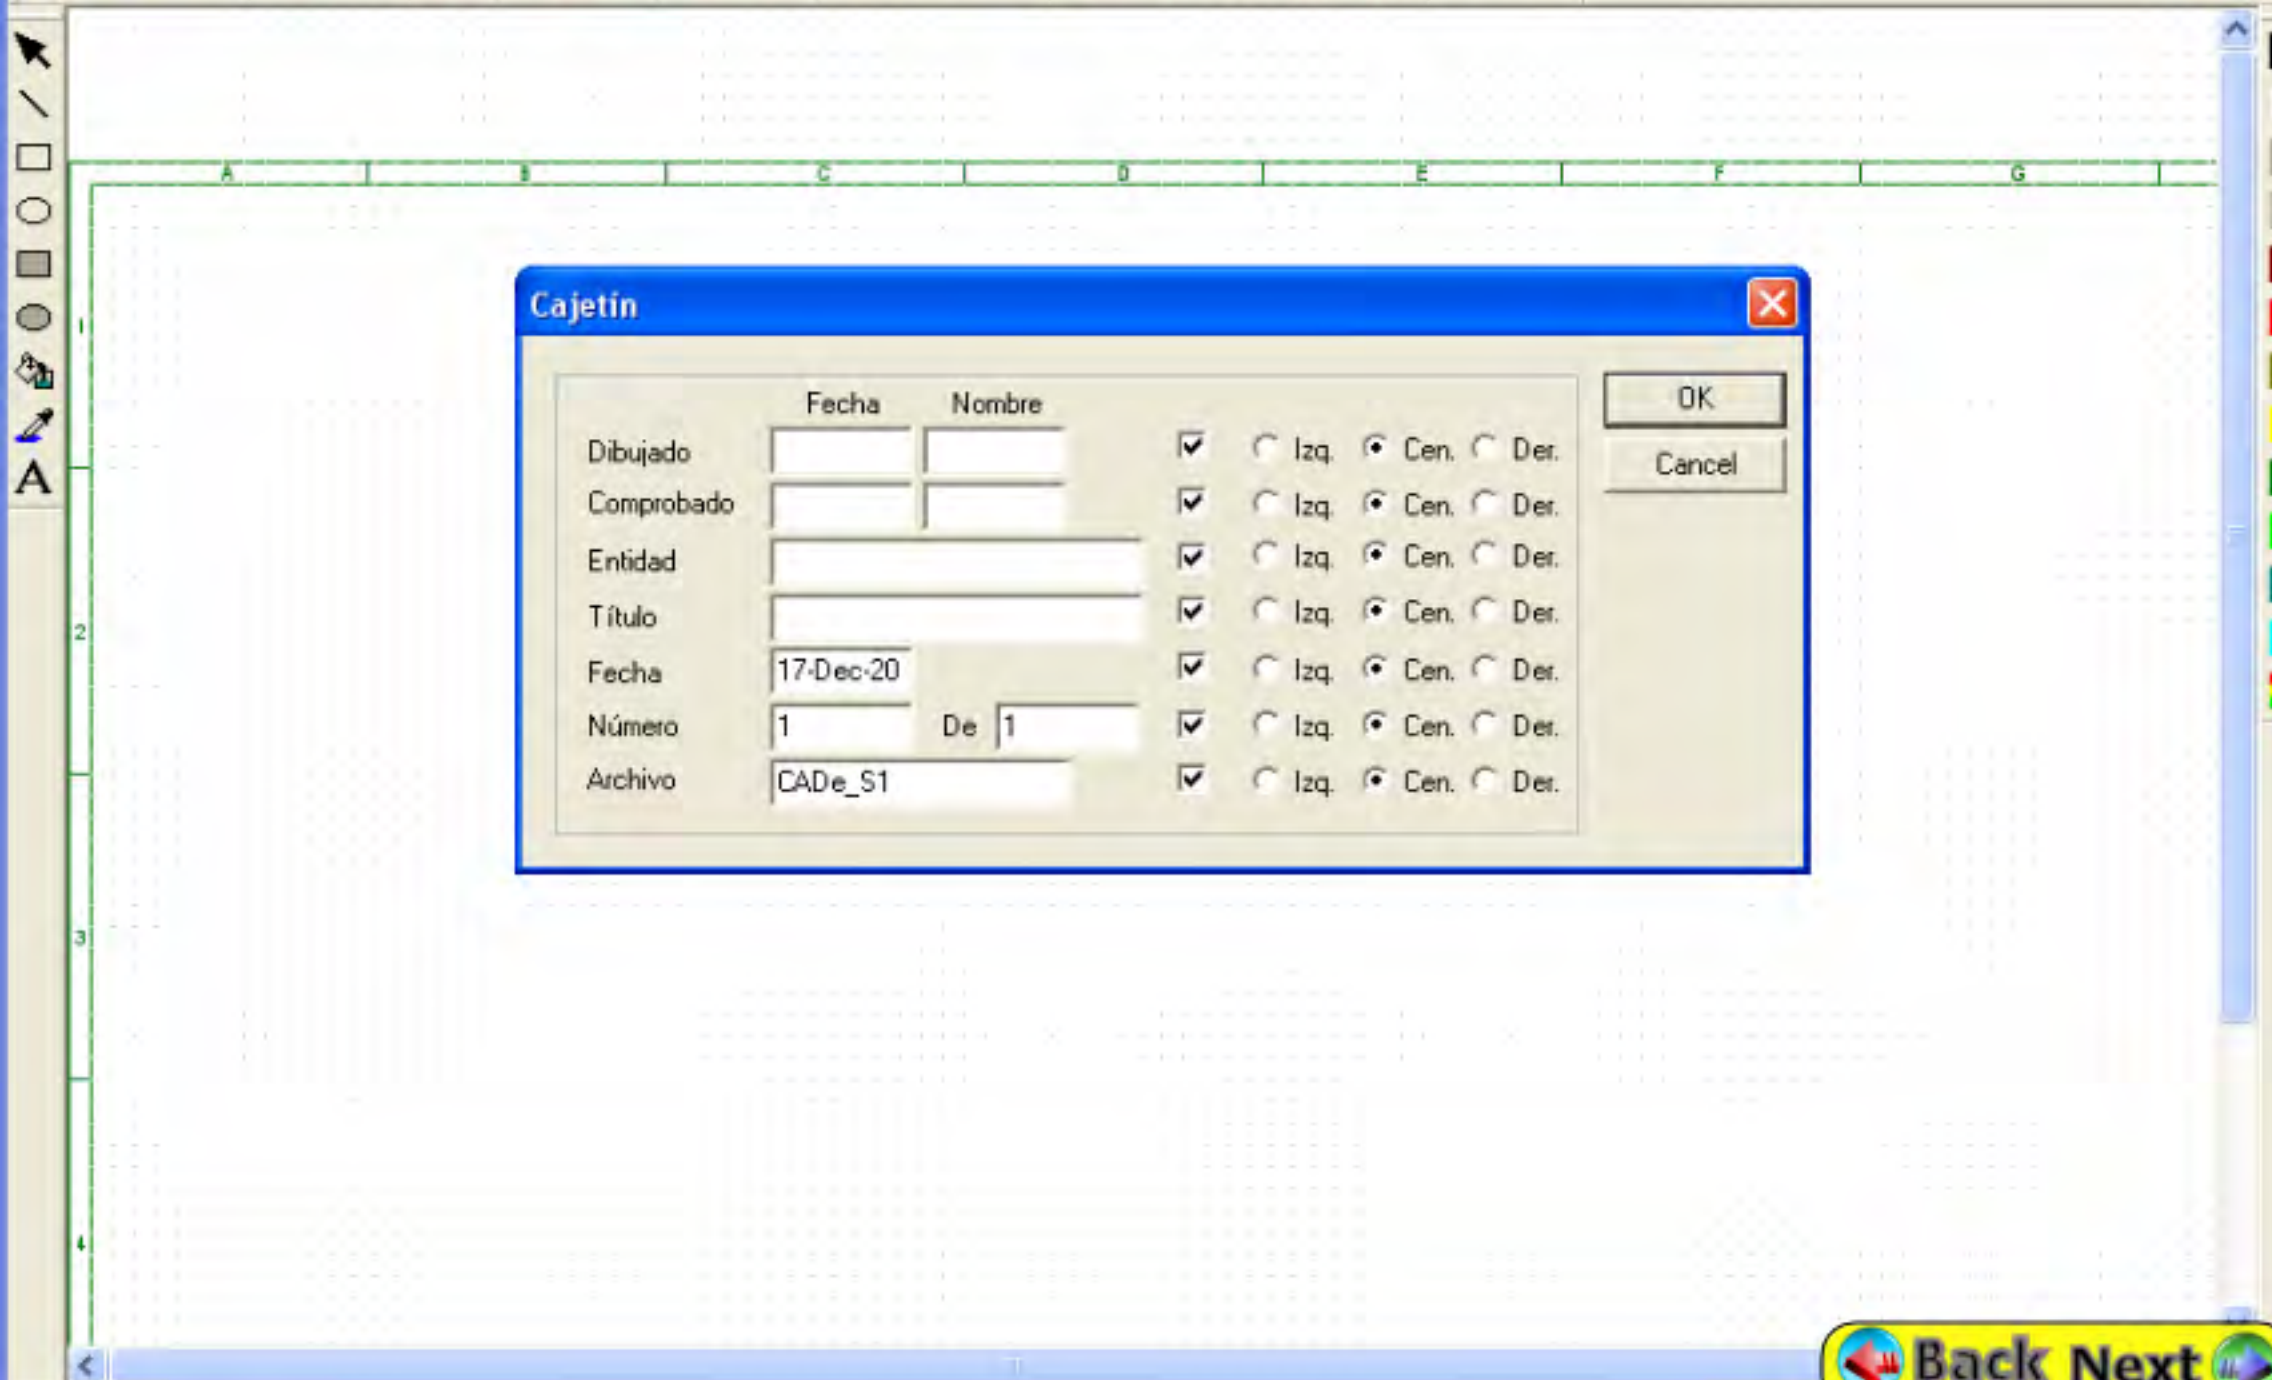 A B C D E F G
Cajetín
Fecha Nombre
OK
Dibujado Izq. Cen. Der.
Cancel
Comprobado Izq. Cen. Der.
Entidad Izq. Cen. Der.
Título Izq. Cen. Der.
Fecha 17-Dec-20 Izq. Cen. Der.
Número 1 De 1 Izq. Cen. Der.
Archivo CADe_S1 Izq. Cen. Der.
1
2
3
4
A
Back Next